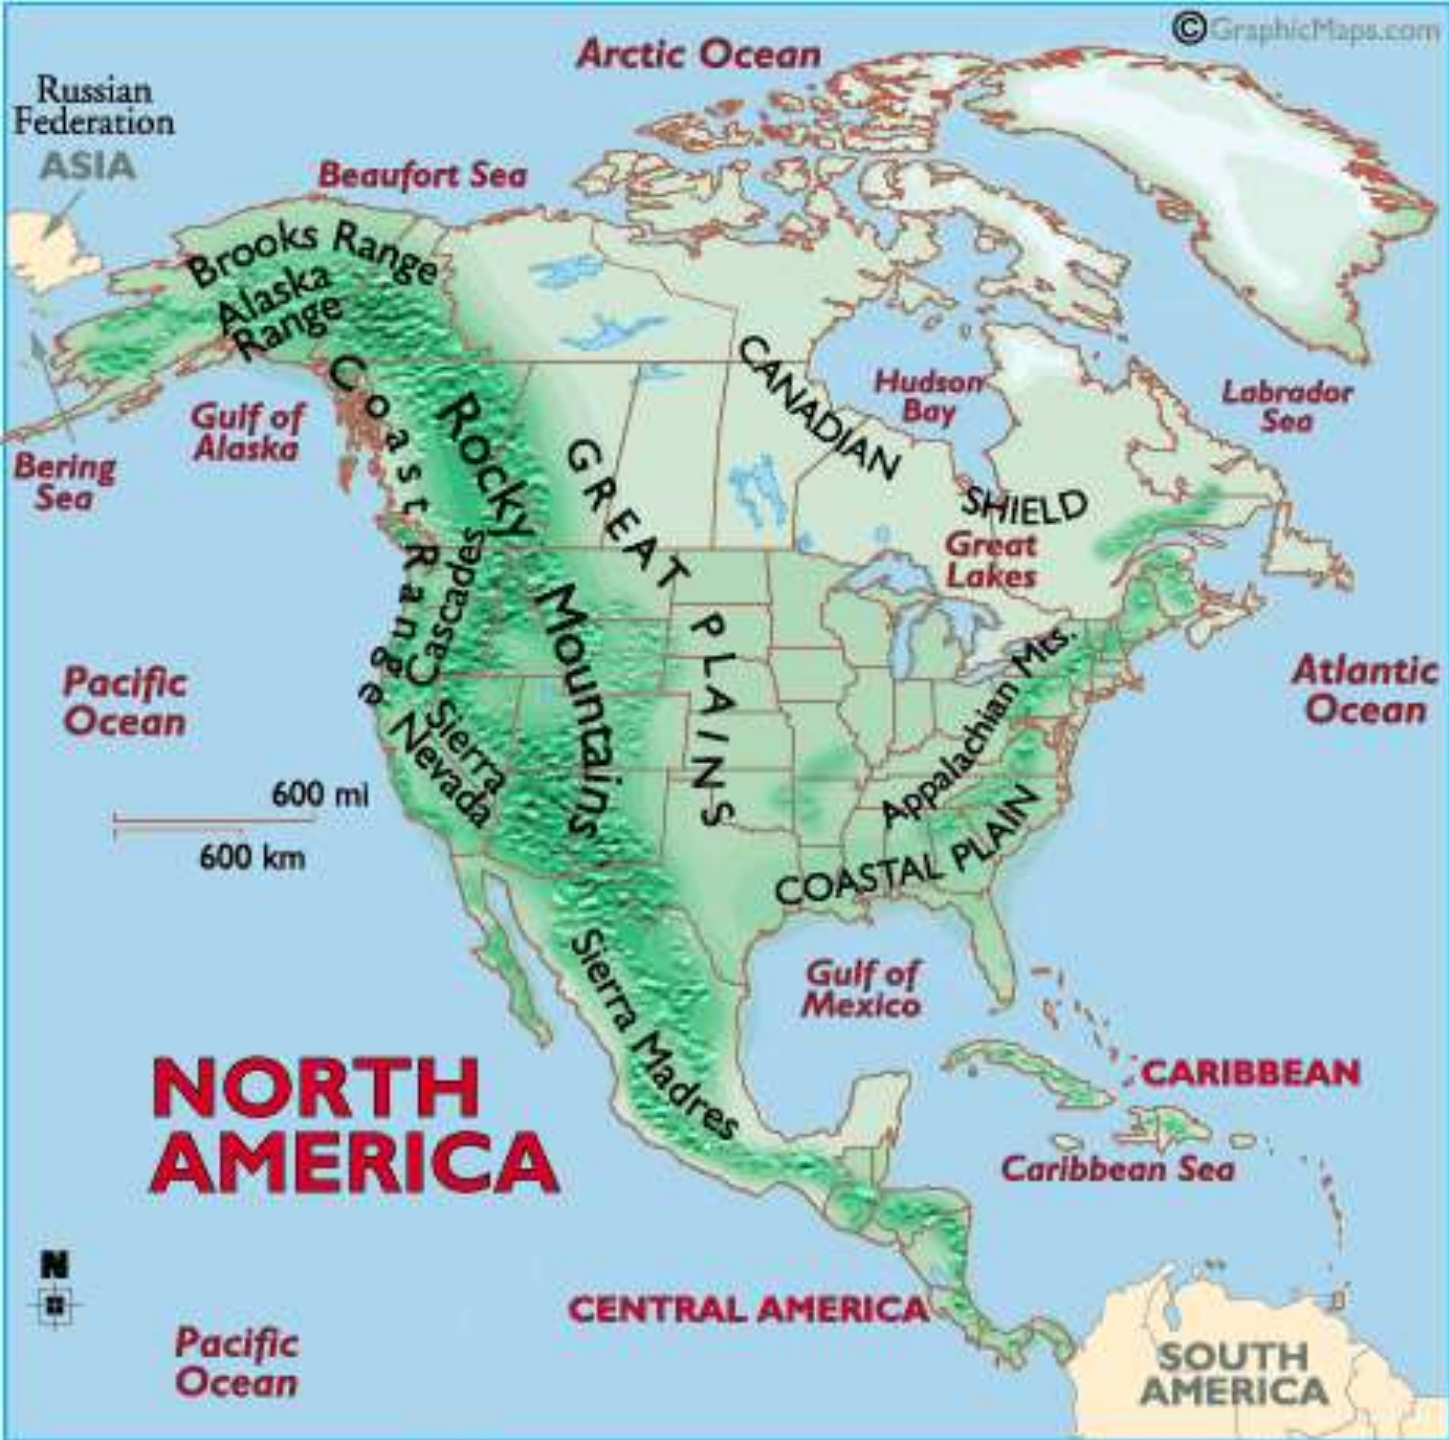 © GraphicMaps.com
Arctic Ocean
Russian
Federation
ASIA
Beaufort Sea
Brooks Range
Alaska
Range
Coast Range
Rocky Mountains
CANADIAN SHIELD
Hudson
Bay
Labrador
Sea
Gulf of
Alaska
Bering
Sea
GREAT PLAINS
Great
Lakes
Cascades
Pacific
Ocean
Sierra
Nevada
Appalachian Mts.
Atlantic
Ocean
600 mi
600 km
COASTAL PLAIN
Sierra Madres
Gulf of
Mexico
NORTH
AMERICA
CARIBBEAN
Caribbean Sea
N
CENTRAL AMERICA
Pacific
Ocean
SOUTH
AMERICA